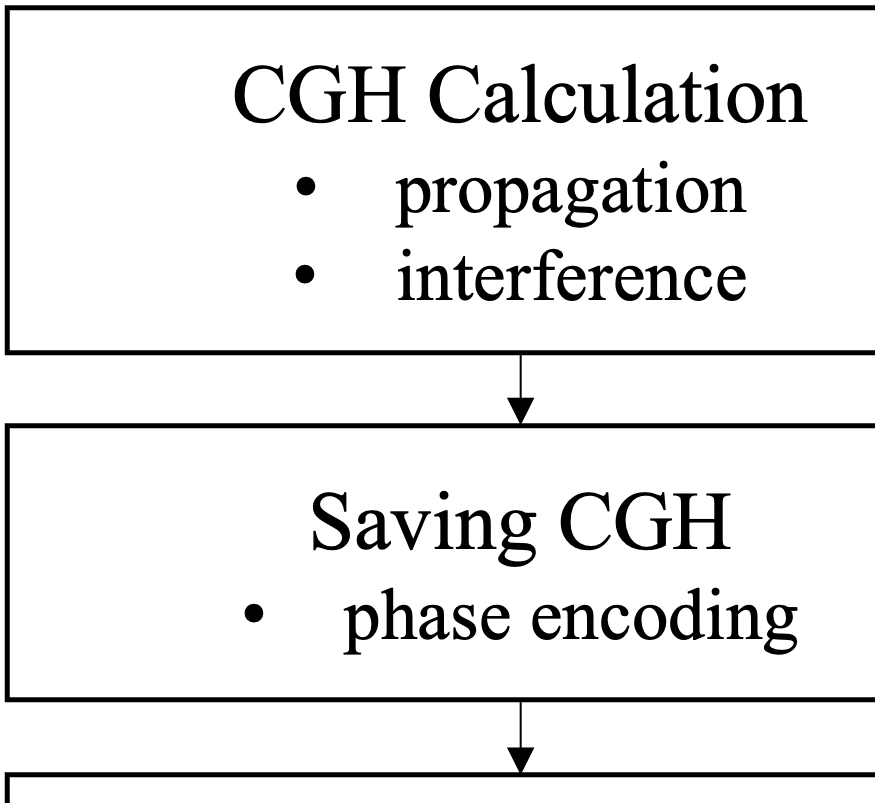 CGH Calculation
• propagation
• interference
Saving CGH
• phase encoding